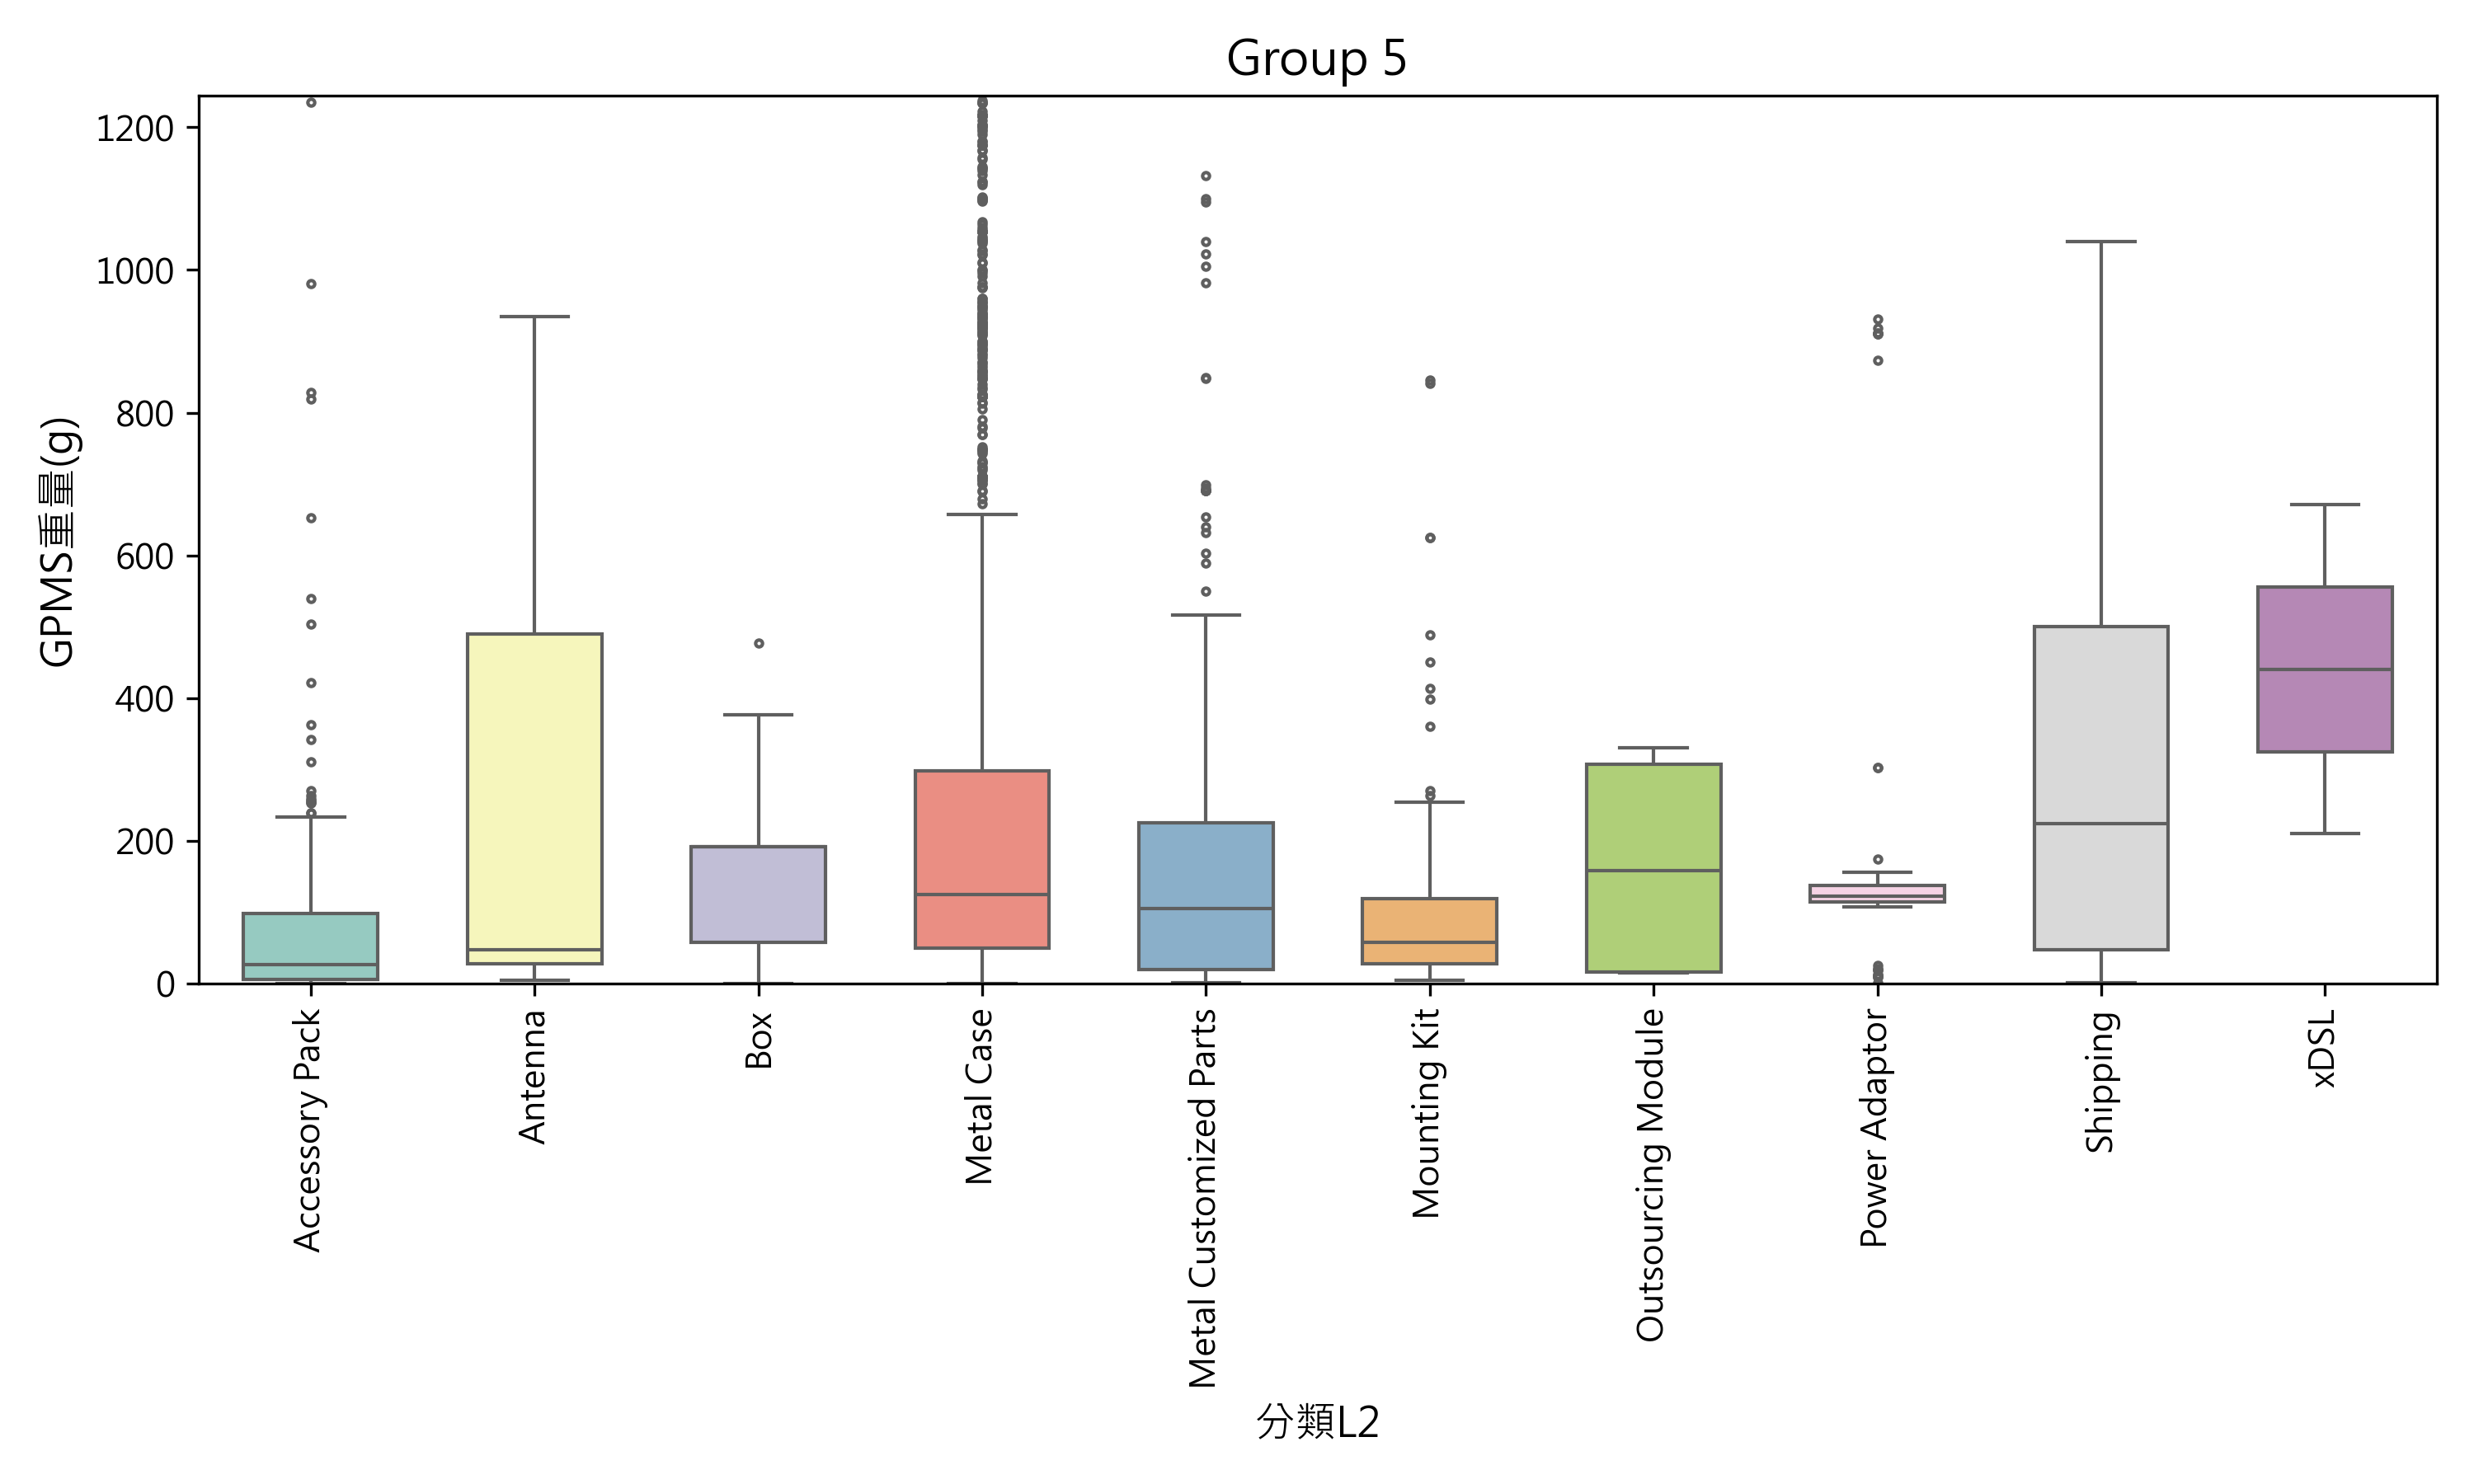 Group 5
GPMS重量(g)
1200
1000
800
600
400
200
0
Accessory Pack
Antenna
Box
Metal Case
Metal Customized Parts
Mounting Kit
Outsourcing Module
Power Adaptor
Shipping
xDSL
分類L2